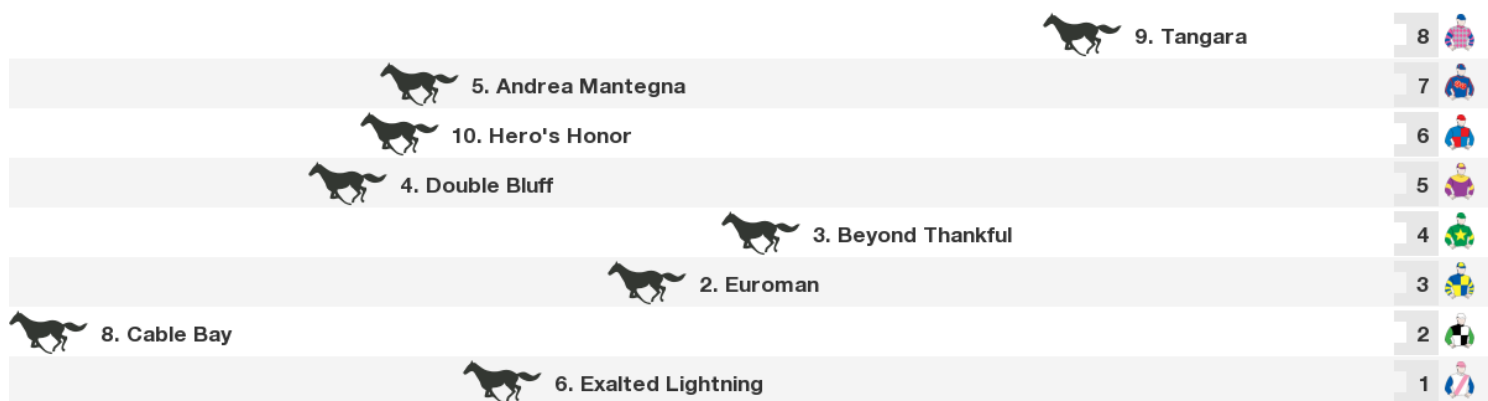 9. Tangara 8
5. Andrea Mantegna 7
10. Hero's Honor 6
4. Double Bluff 5
3. Beyond Thankful 4
2. Euroman 3
8. Cable Bay 2
6. Exalted Lightning 1